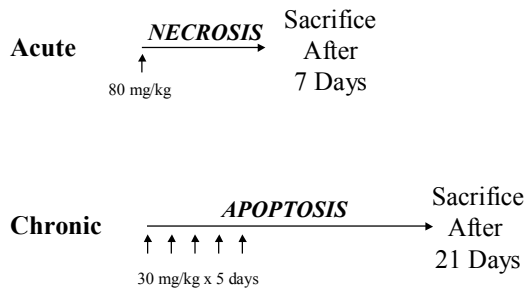 NECROSIS
Acute
80 mg/kg
Sacrifice
After
7 Days
APOPTOSIS
Chronic
30 mg/kg x 5 days
Sacrifice
After
21 Days